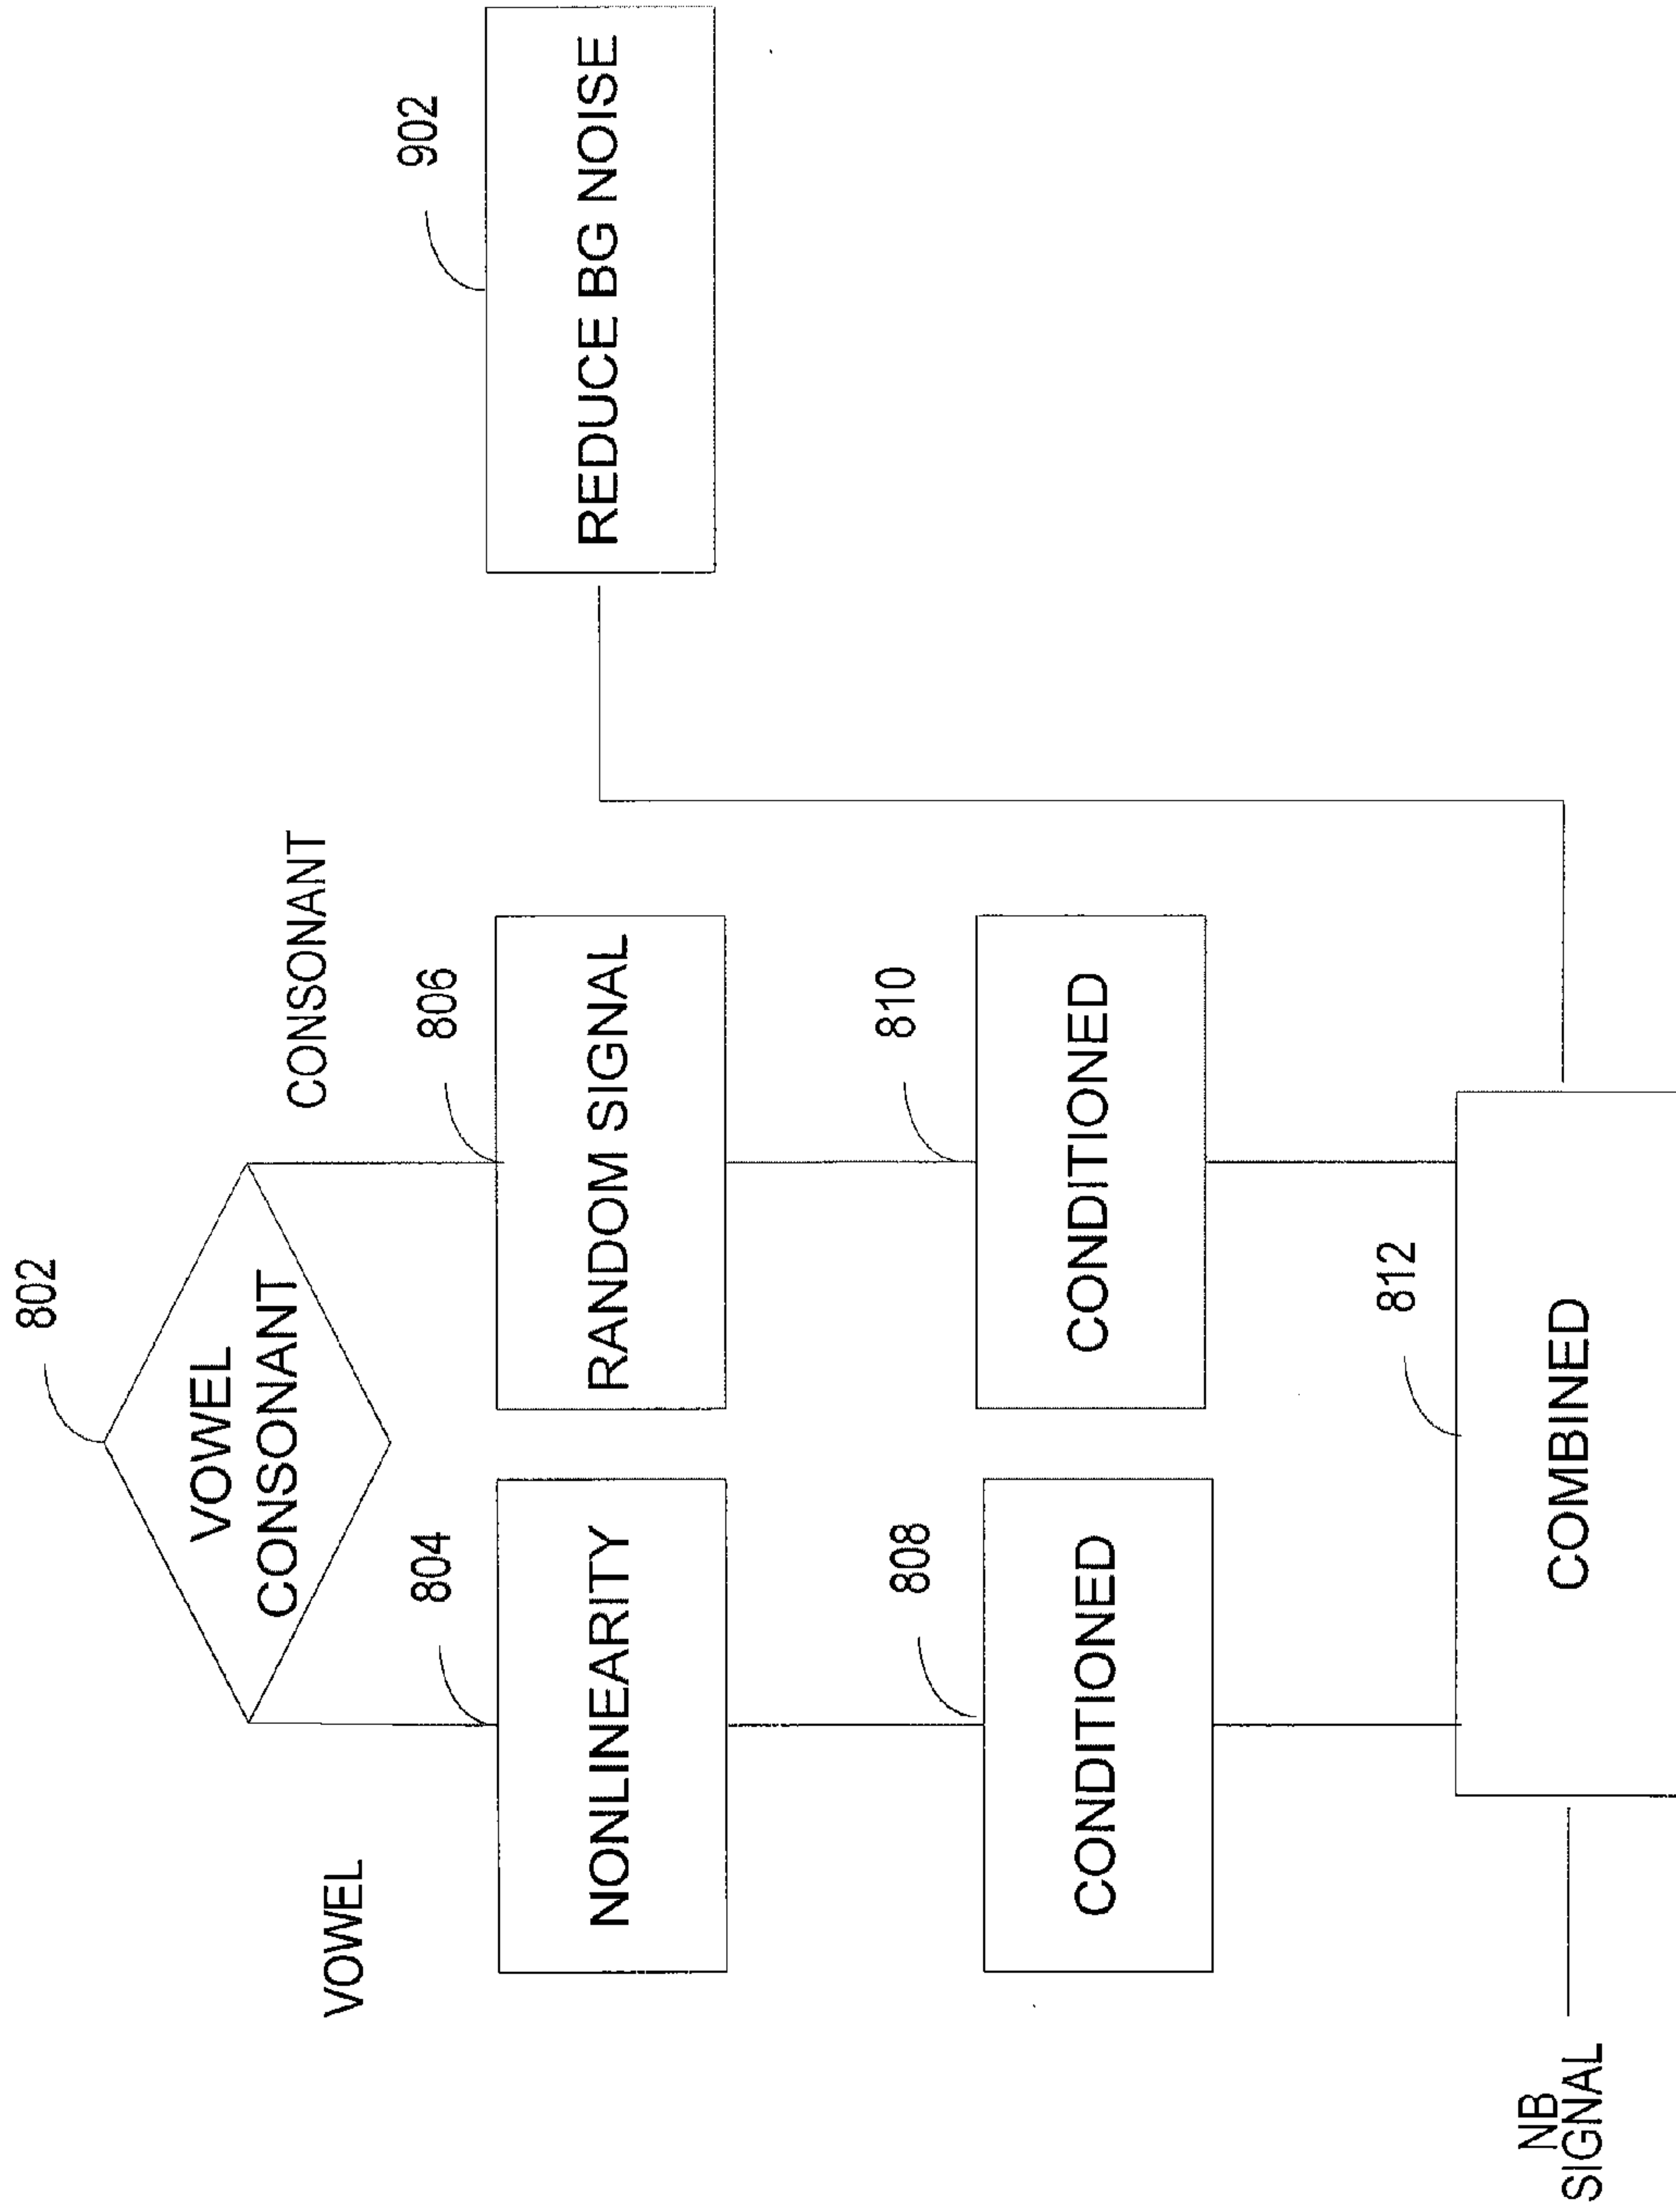 802
VOWEL
CONSONANT
VOWEL
CONSONANT
804
NONLINEARITY
806
RANDOM SIGNAL
902
REDUCE BG NOISE
808
CONDITIONED
810
CONDITIONED
812
NB
SIGNAL
COMBINED